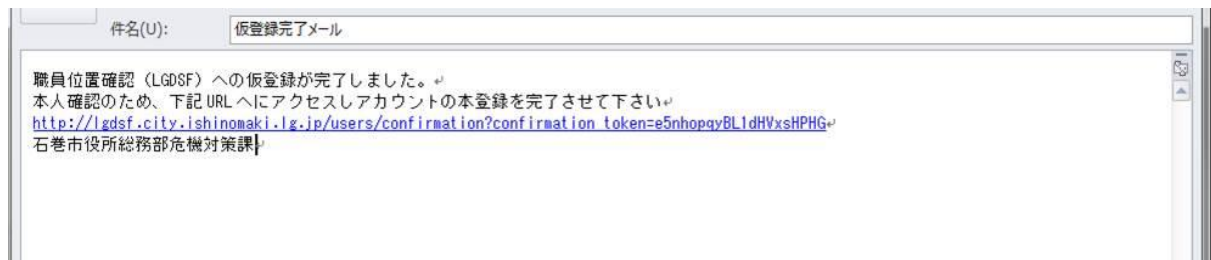 件名(U): 仮登録完了メール
職員位置確認（LGDSF）への仮登録が完了しました。
本人確認のため、下記URLへにアクセスしアカウントの本登録を完了させて下さい
http://lgdsf.city.ishinomaki.lg.jp/users/confirmation?confirmation_token=e5nhopqyBL1dHVxsHPHG
石巻市役所総務部危機対策課